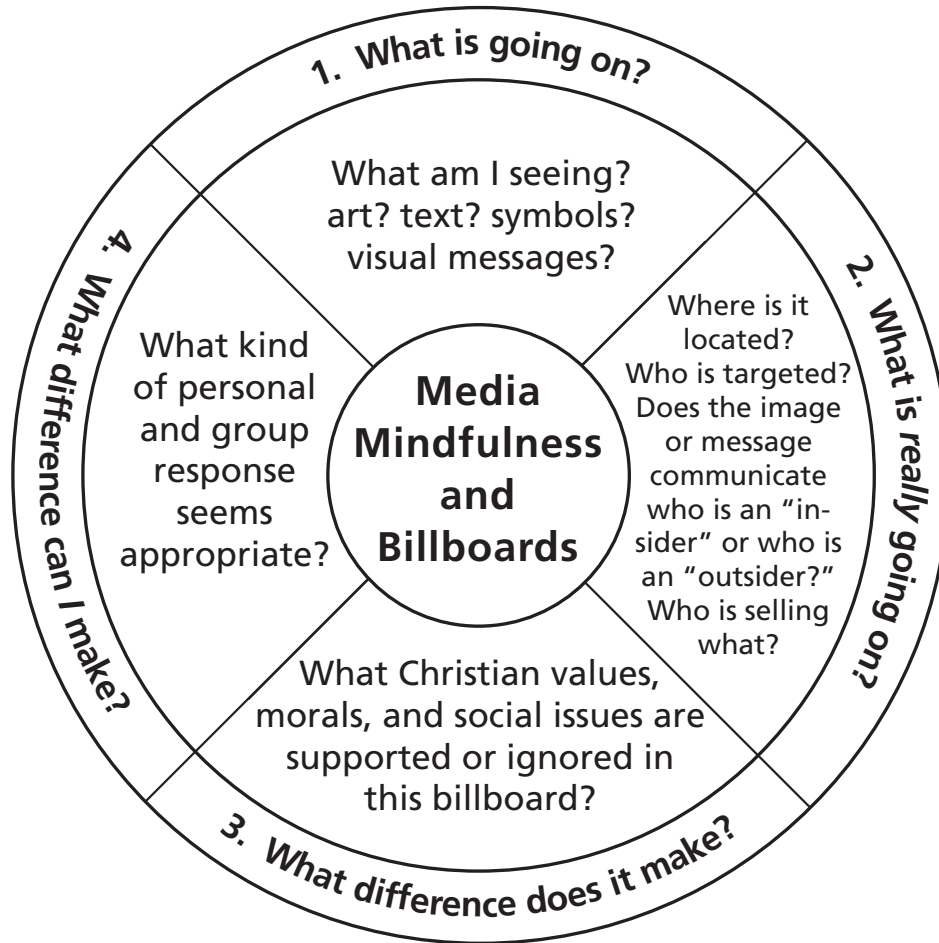 1. What is going on?
What am I seeing?
art? text? symbols?
visual messages?
2. What is really going on?
Where is it
located?
Who is targeted?
Does the image
or message
communicate
who is an “in-
sider” or who is
an “outsider?”
Who is selling
what?
3. What difference does it make?
What Christian values,
morals, and social issues are
supported or ignored in
this billboard?
4. What difference can I make?
What kind
of personal
and group
response
seems
appropriate?
Media
Mindfulness
and
Billboards